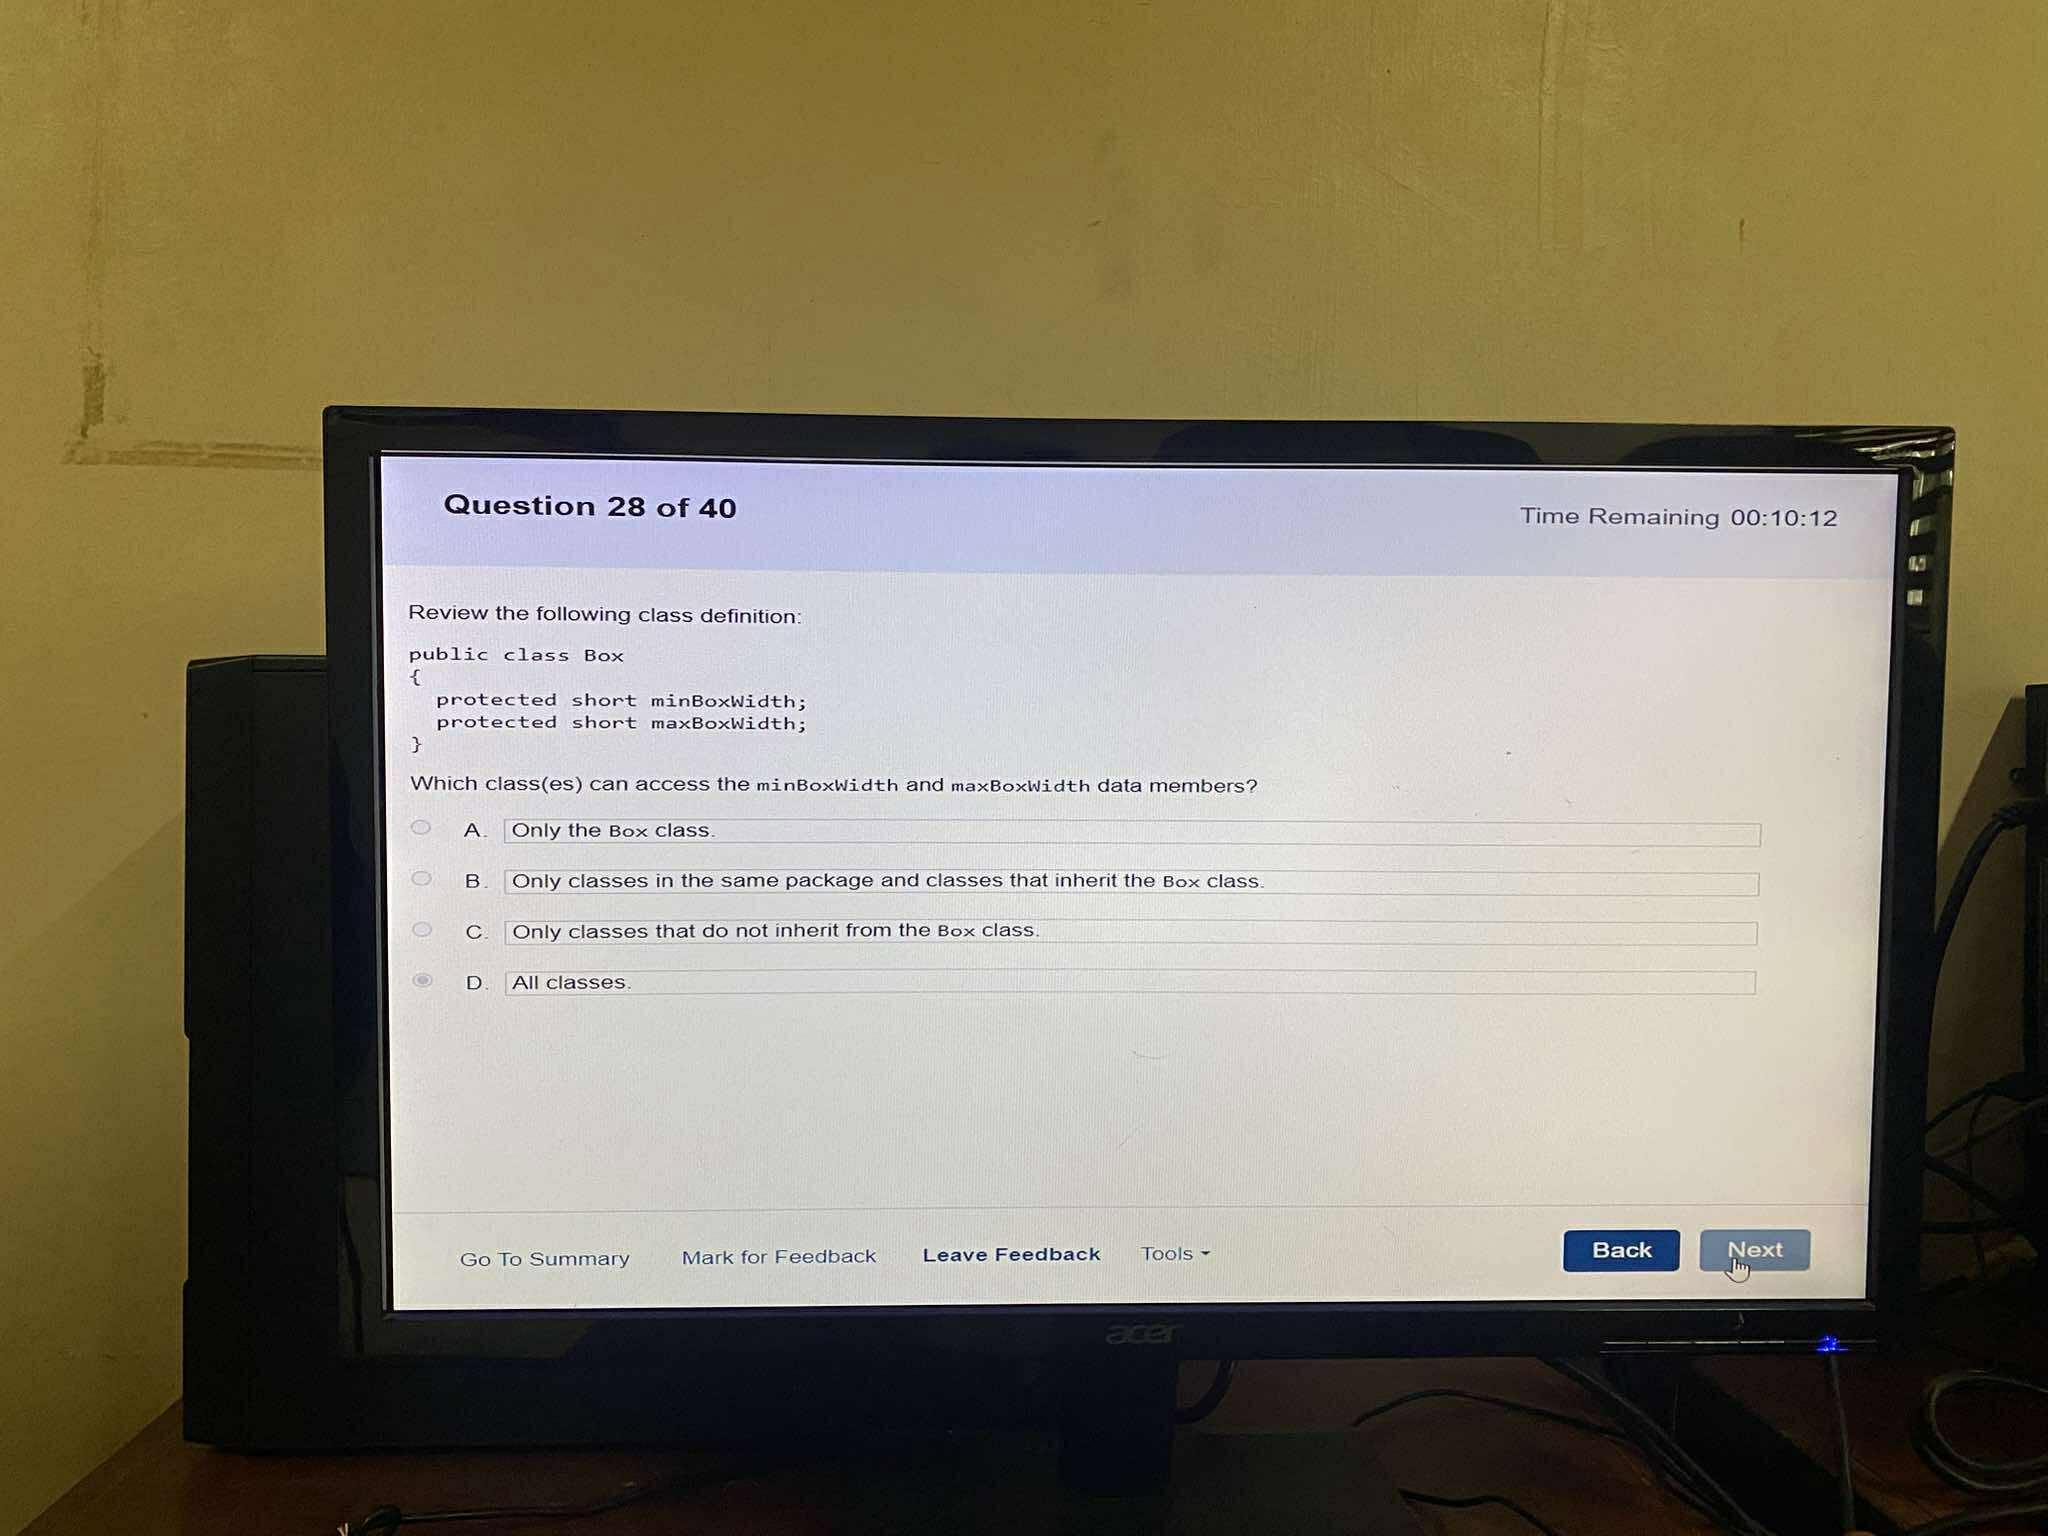 Question 28 of 40
Time Remaining 00:10:12
Review the following class definition:
public class Box
{
protected short minBoxWidth;
protected short maxBoxWidth;
}
Which class(es) can access the minBoxWidth and maxBoxWidth data members?
A. Only the Box class.
B. Only classes in the same package and classes that inherit the Box class.
C. Only classes that do not inherit from the Box class.
D. All classes.
Go To Summary Mark for Feedback Leave Feedback Tools Back Next
acer